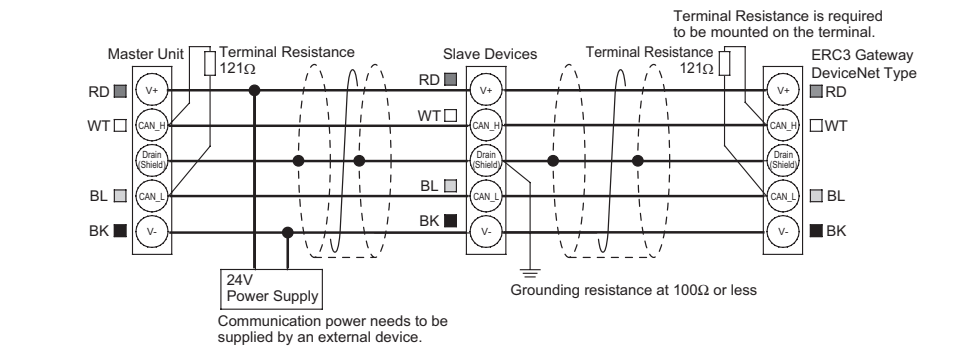 Terminal Resistance is required
to be mounted on the terminal.
Master Unit
Terminal Resistance
121Ω
Slave Devices
Terminal Resistance
121Ω
ERC3 Gateway
DeviceNet Type
RD
V+
RD
V+
V+
RD
WT
CAN_H
WT
CAN_H
CAN_H
WT
Drain
(Shield)
Drain
(Shield)
Drain
(Shield)
BL
CAN_L
BL
CAN_L
CAN_L
BL
BK
V-
BK
V-
V-
BK
24V
Power Supply
Grounding resistance at 100Ω or less
Communication power needs to be
supplied by an external device.